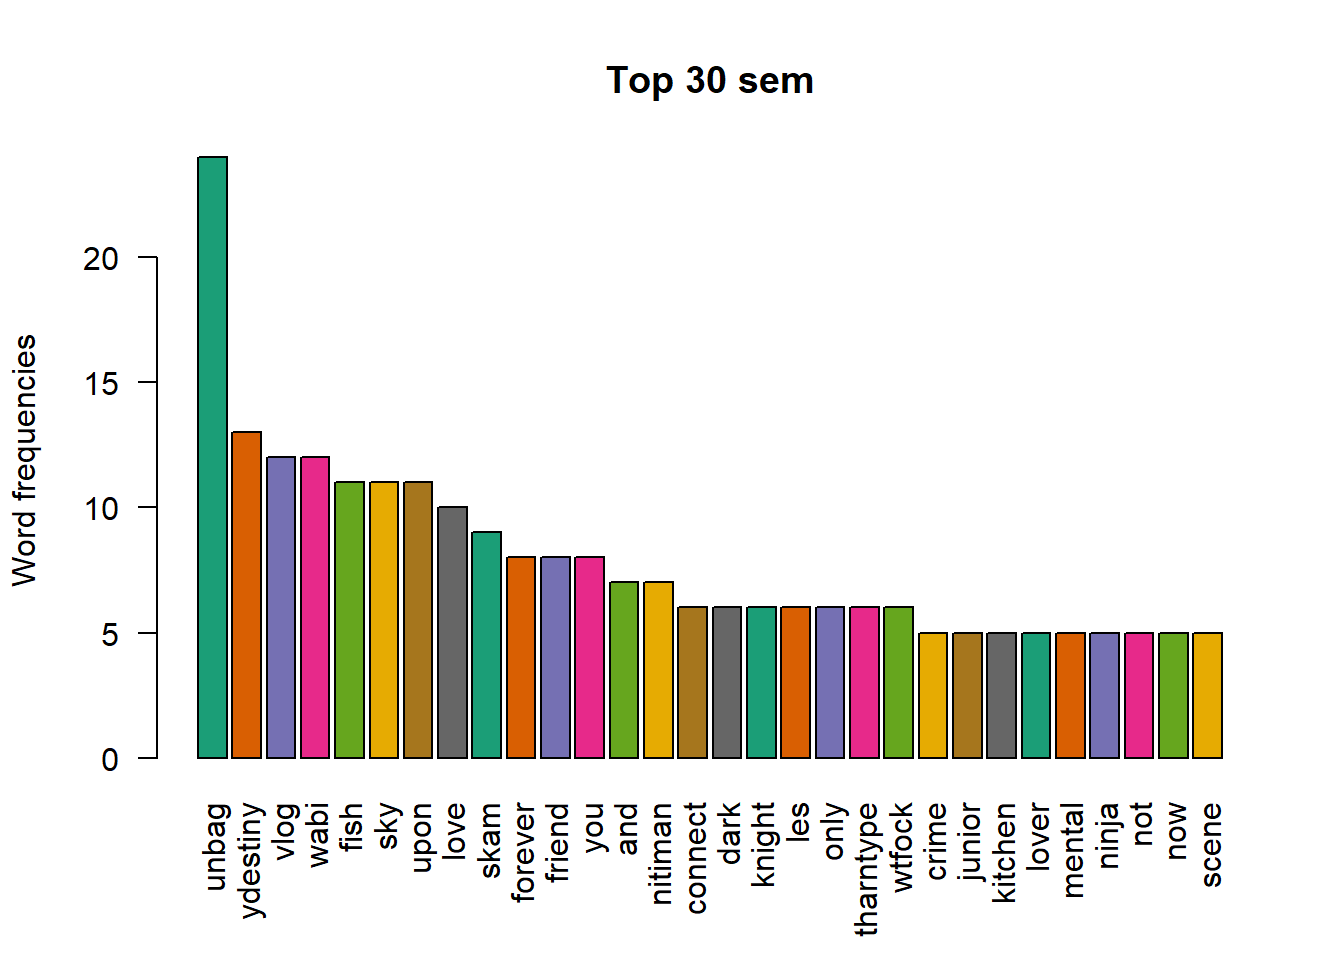 Top 30 sem
Word frequencies
20
15
10
5
0
unbag
ydestiny
vlog
wabi
fish
sky
upon
love
skam
forever
friend
you
and
nitiman
connect
dark
knight
les
only
tharntype
wtfock
crime
junior
kitchen
lover
mental
ninja
not
now
scene